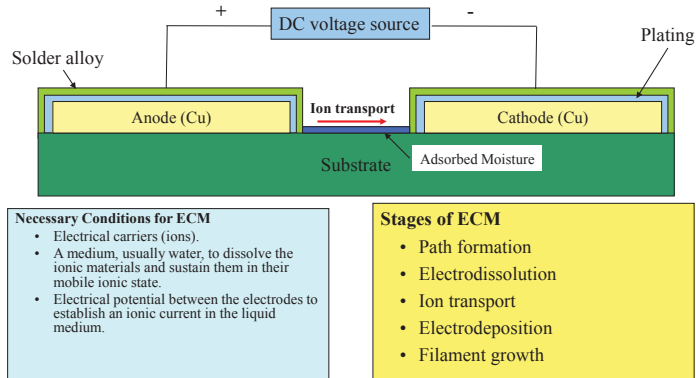 +
DC voltage source
-
Solder alloy
Plating
Anode (Cu)
Ion transport
Cathode (Cu)
Substrate
Adsorbed Moisture
Necessary Conditions for ECM
• Electrical carriers (ions).
• A medium, usually water, to dissolve the
ionic materials and sustain them in their
mobile ionic state.
• Electrical potential between the electrodes to
establish an ionic current in the liquid
medium.
Stages of ECM
• Path formation
• Electrodissolution
• Ion transport
• Electrodeposition
• Filament growth